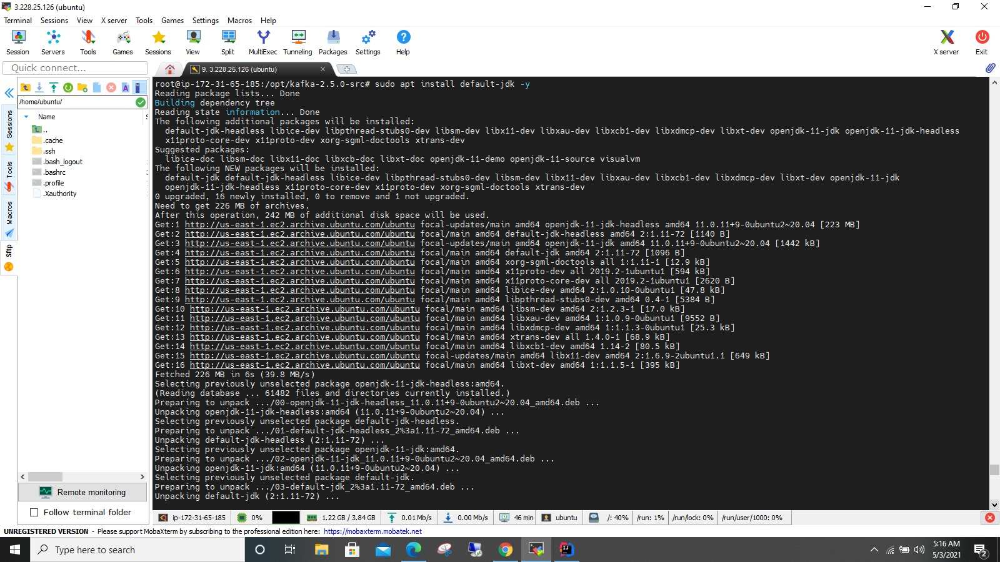 3.228.25.126 (ubuntu)
Terminal Sessions View X server Tools Games Settings Macros Help
Session Servers Tools Games Sessions View Split MultiExec Tunneling Packages Settings Help X server Exit
Quick connect...
9. 3.228.25.126 (ubuntu)
/home/ubuntu/
Name
..
.cache
.ssh
.bash_logout
.bashrc
.profile
.Xauthority
Sessions
Tools
Macros
Sftp
Remote monitoring
Follow terminal folder
root@ip-172-31-65-185:/opt/kafka-2.5.0-src# sudo apt install default-jdk -y
Reading package lists... Done
Building dependency tree
Reading state information... Done
The following additional packages will be installed:
default-jdk-headless libice-dev libpthread-stubs0-dev libsm-dev libx11-dev libxau-dev libxcb1-dev libxdmcp-dev libxt-dev openjdk-11-jdk openjdk-11-jdk-headless
x11proto-core-dev x11proto-dev xorg-sgml-doctools xtrans-dev
Suggested packages:
libice-doc libsm-doc libx11-doc libxcb-doc libxt-doc openjdk-11-demo openjdk-11-source visualvm
The following NEW packages will be installed:
default-jdk default-jdk-headless libice-dev libpthread-stubs0-dev libsm-dev libx11-dev libxau-dev libxcb1-dev libxdmcp-dev libxt-dev openjdk-11-jdk
openjdk-11-jdk-headless x11proto-core-dev x11proto-dev xorg-sgml-doctools xtrans-dev
0 upgraded, 16 newly installed, 0 to remove and 1 not upgraded.
Need to get 226 MB of archives.
After this operation, 242 MB of additional disk space will be used.
Get:1 http://us-east-1.ec2.archive.ubuntu.com/ubuntu focal-updates/main amd64 openjdk-11-jdk-headless amd64 11.0.11+9-0ubuntu2~20.04 [223 MB]
Get:2 http://us-east-1.ec2.archive.ubuntu.com/ubuntu focal/main amd64 default-jdk-headless amd64 2:1.11-72 [1140 B]
Get:3 http://us-east-1.ec2.archive.ubuntu.com/ubuntu focal-updates/main amd64 openjdk-11-jdk amd64 11.0.11+9-0ubuntu2~20.04 [1442 kB]
Get:4 http://us-east-1.ec2.archive.ubuntu.com/ubuntu focal/main amd64 default-jdk amd64 2:1.11-72 [1096 B]
Get:5 http://us-east-1.ec2.archive.ubuntu.com/ubuntu focal/main amd64 xorg-sgml-doctools all 1:1.11-1 [12.9 kB]
Get:6 http://us-east-1.ec2.archive.ubuntu.com/ubuntu focal/main amd64 x11proto-dev all 2019.2-1ubuntu1 [594 kB]
Get:7 http://us-east-1.ec2.archive.ubuntu.com/ubuntu focal/main amd64 x11proto-core-dev all 2019.2-1ubuntu1 [2620 B]
Get:8 http://us-east-1.ec2.archive.ubuntu.com/ubuntu focal/main amd64 libice-dev amd64 2:1.0.10-0ubuntu1 [47.8 kB]
Get:9 http://us-east-1.ec2.archive.ubuntu.com/ubuntu focal/main amd64 libpthread-stubs0-dev amd64 0.4-1 [5384 B]
Get:10 http://us-east-1.ec2.archive.ubuntu.com/ubuntu focal/main amd64 libsm-dev amd64 2:1.2.3-1 [17.0 kB]
Get:11 http://us-east-1.ec2.archive.ubuntu.com/ubuntu focal/main amd64 libxau-dev amd64 1:1.0.9-0ubuntu1 [9552 B]
Get:12 http://us-east-1.ec2.archive.ubuntu.com/ubuntu focal/main amd64 libxdmcp-dev amd64 1:1.1.3-0ubuntu1 [25.3 kB]
Get:13 http://us-east-1.ec2.archive.ubuntu.com/ubuntu focal/main amd64 xtrans-dev all 1.4.0-1 [68.9 kB]
Get:14 http://us-east-1.ec2.archive.ubuntu.com/ubuntu focal/main amd64 libxcb1-dev amd64 1.14-2 [80.5 kB]
Get:15 http://us-east-1.ec2.archive.ubuntu.com/ubuntu focal-updates/main amd64 libx11-dev amd64 2:1.6.9-2ubuntu1.1 [649 kB]
Get:16 http://us-east-1.ec2.archive.ubuntu.com/ubuntu focal/main amd64 libxt-dev amd64 1:1.1.5-1 [395 kB]
Fetched 226 MB in 6s (39.8 MB/s)
Selecting previously unselected package openjdk-11-jdk-headless:amd64.
(Reading database ... 61482 files and directories currently installed.)
Preparing to unpack .../00-openjdk-11-jdk-headless_11.0.11+9-0ubuntu2~20.04_amd64.deb ...
Unpacking openjdk-11-jdk-headless:amd64 (11.0.11+9-0ubuntu2~20.04) ...
Selecting previously unselected package default-jdk-headless.
Preparing to unpack .../01-default-jdk-headless_2%3a1.11-72_amd64.deb ...
Unpacking default-jdk-headless (2:1.11-72) ...
Selecting previously unselected package openjdk-11-jdk:amd64.
Preparing to unpack .../02-openjdk-11-jdk_11.0.11+9-0ubuntu2~20.04_amd64.deb ...
Unpacking openjdk-11-jdk:amd64 (11.0.11+9-0ubuntu2~20.04) ...
Selecting previously unselected package default-jdk.
Preparing to unpack .../03-default-jdk_2%3a1.11-72_amd64.deb ...
Unpacking default-jdk (2:1.11-72) ...
ip-172-31-65-185 0% 1.22 GB / 3.84 GB 0.01 Mb/s 0.00 Mb/s 46 min ubuntu /: 40% /run: 1% /run/lock: 0% /run/user/1000: 0%
UNREGISTERED VERSION - Please support MobaXterm by subscribing to the professional edition here: https://mobaxterm.mobatek.net
Type here to search
5:16 AM
5/3/2021
2